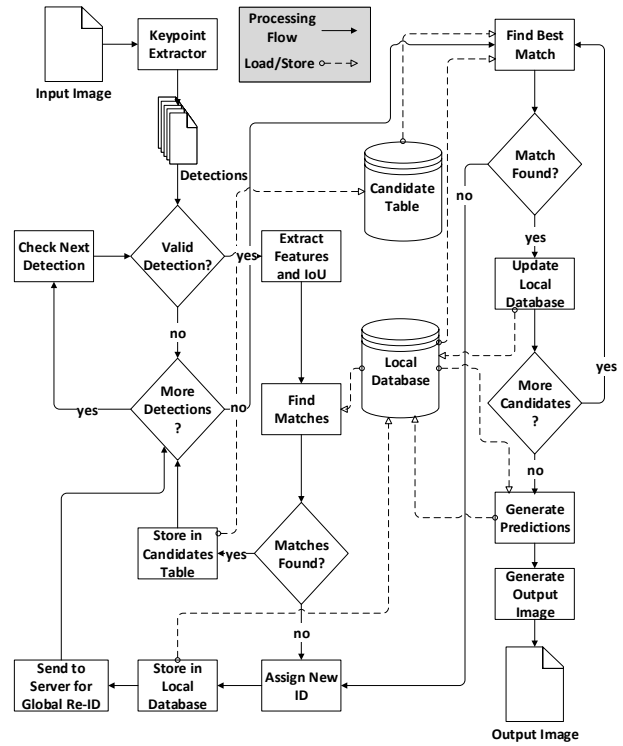 Processing
Flow
Load/Store
Input Image
Keypoint
Extractor
Detections
Find Best
Match
Match
Found?
no
yes
Candidate
Table
Check Next
Detection
Valid
Detection?
yes
Extract
Features
and IoU
Update
Local
Database
no
Local
Database
More
Detections
?
yes
no
Find
Matches
More
Candidates
?
yes
no
Store in
Candidates
Table
yes
Matches
Found?
Generate
Predictions
Generate
Output
Image
no
Send to
Server for
Global Re-ID
Store in
Local
Database
Assign New
ID
Output Image